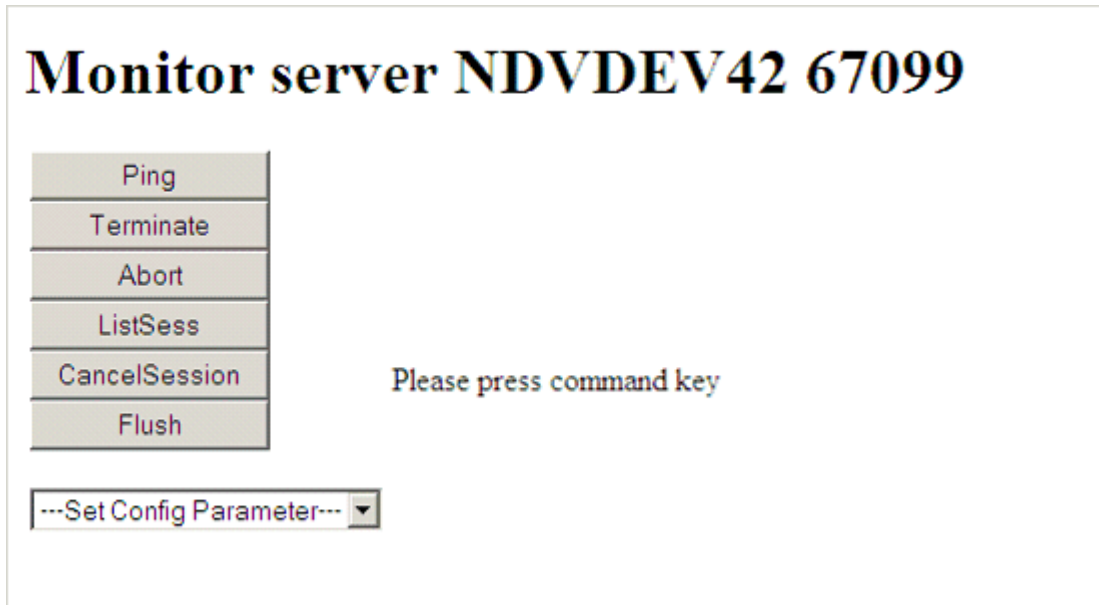 Monitor server NDVDEV42 67099
Ping
Terminate
Abort
ListSess
CancelSession
Please press command key
Flush
---Set Config Parameter---